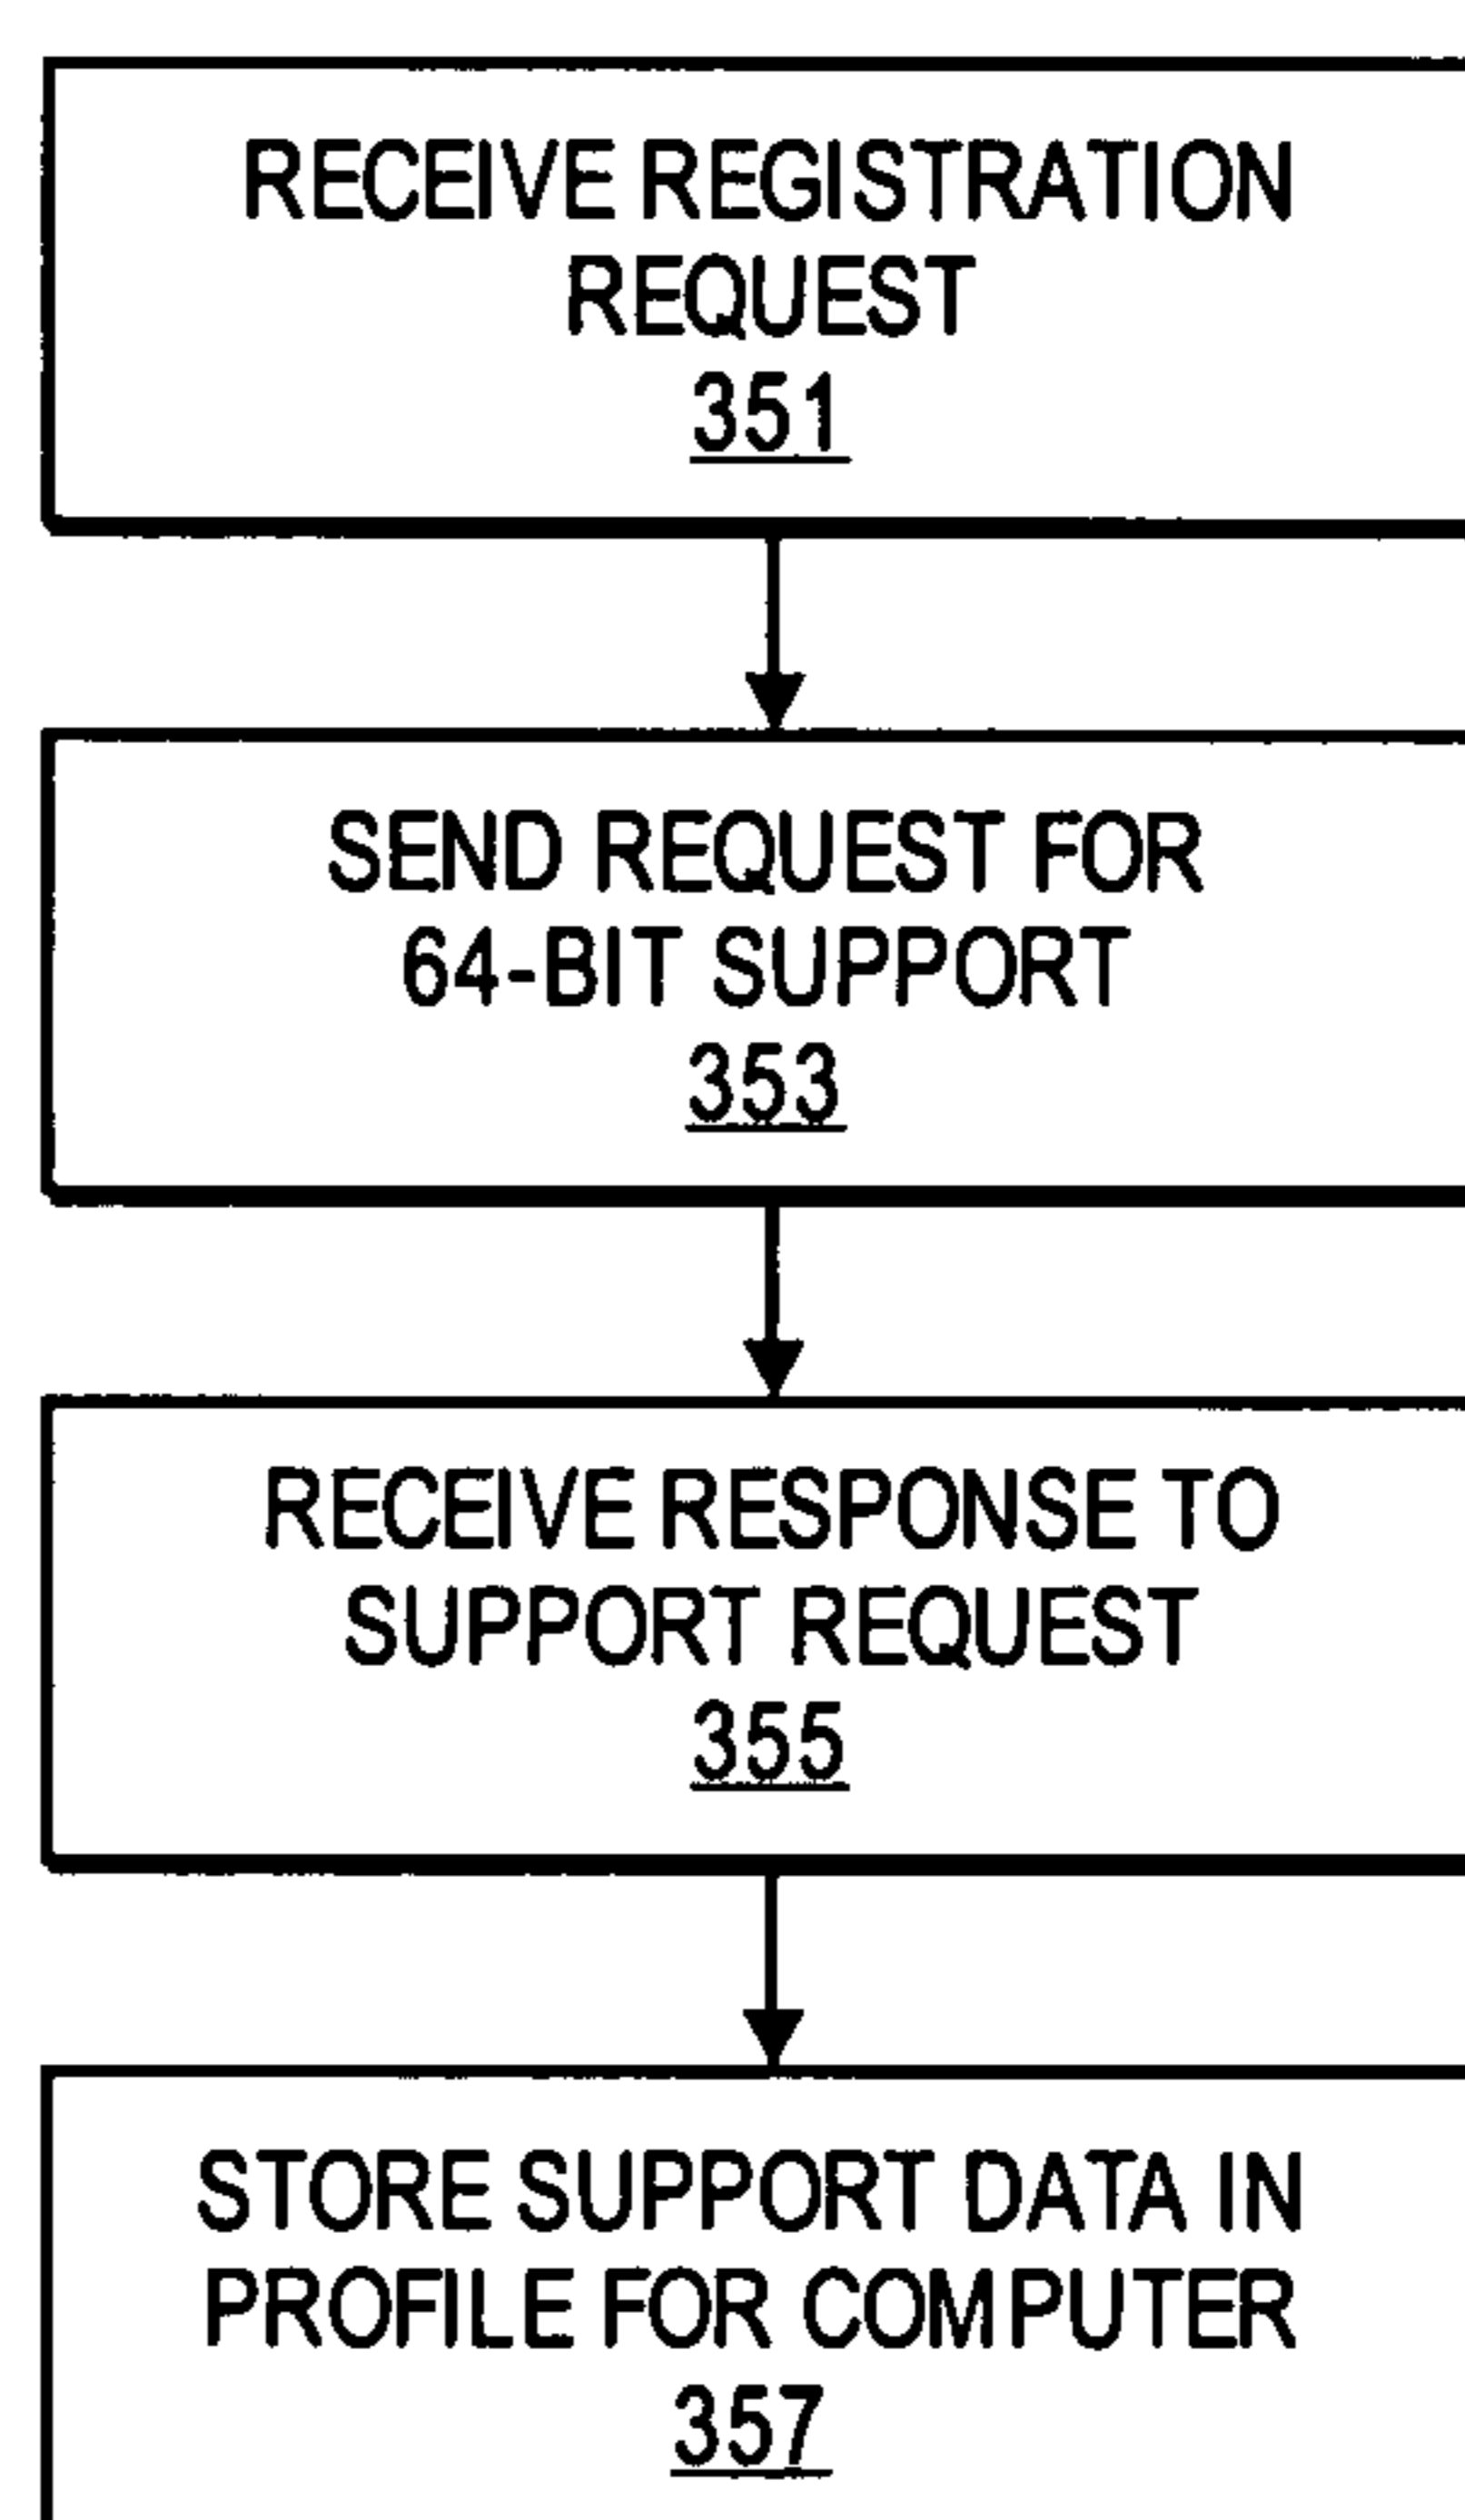 RECEIVE REGISTRATION
REQUEST
351
SEND REQUEST FOR
64-BIT SUPPORT
353
RECEIVE RESPONSE TO
SUPPORT REQUEST
355
STORE SUPPORT DATA IN
PROFILE FOR COMPUTER
357